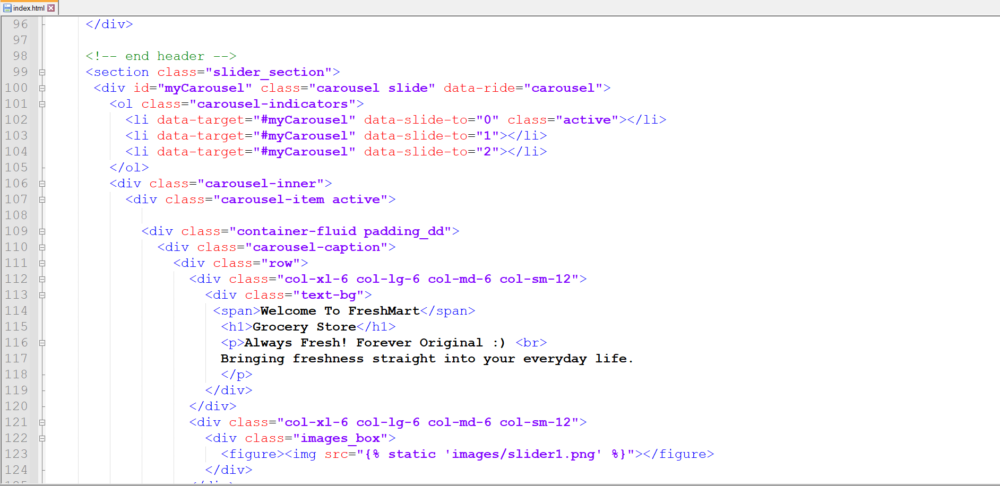 index.html
96 </div>
97
98 <!-- end header -->
99 <section class="slider_section">
100 <div id="myCarousel" class="carousel slide" data-ride="carousel">
101 <ol class="carousel-indicators">
102 <li data-target="#myCarousel" data-slide-to="0" class="active"></li>
103 <li data-target="#myCarousel" data-slide-to="1"></li>
104 <li data-target="#myCarousel" data-slide-to="2"></li>
105 </ol>
106 <div class="carousel-inner">
107 <div class="carousel-item active">
108
109 <div class="container-fluid padding_dd">
110 <div class="carousel-caption">
111 <div class="row">
112 <div class="col-xl-6 col-lg-6 col-md-6 col-sm-12">
113 <div class="text-bg">
114 <span>Welcome To FreshMart</span>
115 <h1>Grocery Store</h1>
116 <p>Always Fresh! Forever Original :) <br>
117 Bringing freshness straight into your everyday life.
118 </p>
119 </div>
120 </div>
121 <div class="col-xl-6 col-lg-6 col-md-6 col-sm-12">
122 <div class="images_box">
123 <figure><img src="{% static 'images/slider1.png' %}"></figure>
124 </div>